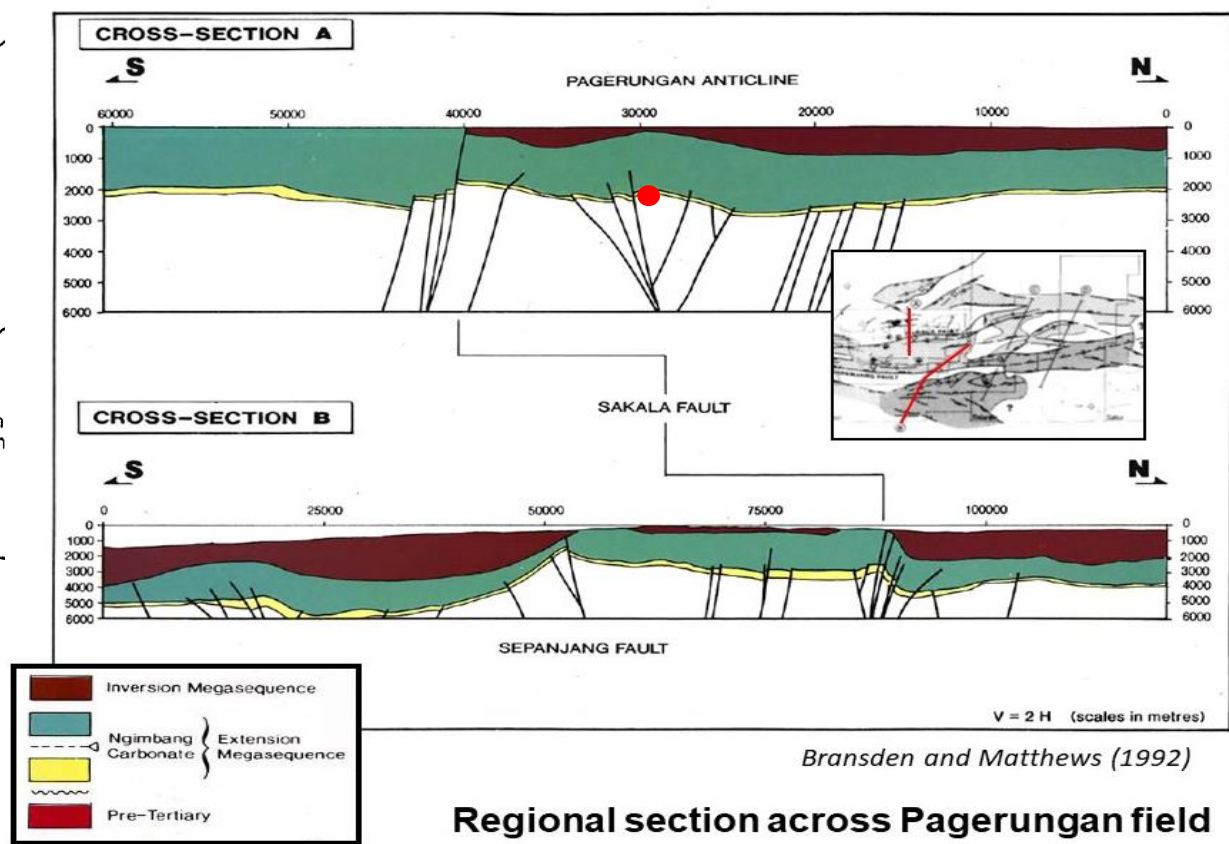 CROSS-SECTION A
S
N
PAGERUNGAN ANTICLINE
60000 50000 40000 30000 20000 10000 0
0 0
1000 1000
2000 2000
3000 3000
4000 4000
5000 5000
6000 6000
SAKALA FAULT
CROSS-SECTION B
SAKALA FAULT
S
N
0 25000 50000 75000 100000
0 0
1000 1000
2000 2000
3000 3000
4000 4000
5000 5000
6000 6000
SEPANJANG FAULT
Inversion Megasequence
Ngimbang
Carbonate
Extension
Megasequence
Pre-Tertiary
V = 2 H (scales in metres)
Bransden and Matthews (1992)
Regional section across Pagerungan field